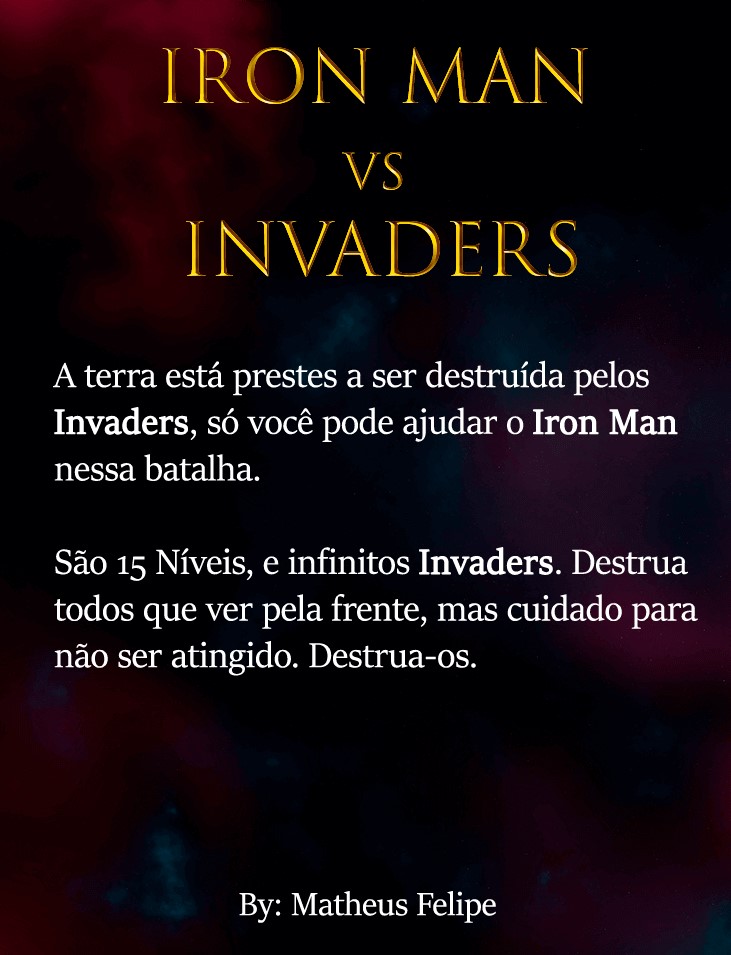 IRON MAN
VS
INVADERS
A terra está prestes a ser destruída pelos
Invaders, só você pode ajudar o Iron Man
nessa batalha.
São 15 Níveis, e infinitos Invaders. Destrua
todos que ver pela frente, mas cuidado para
não ser atingido. Destrua-os.
By: Matheus Felipe